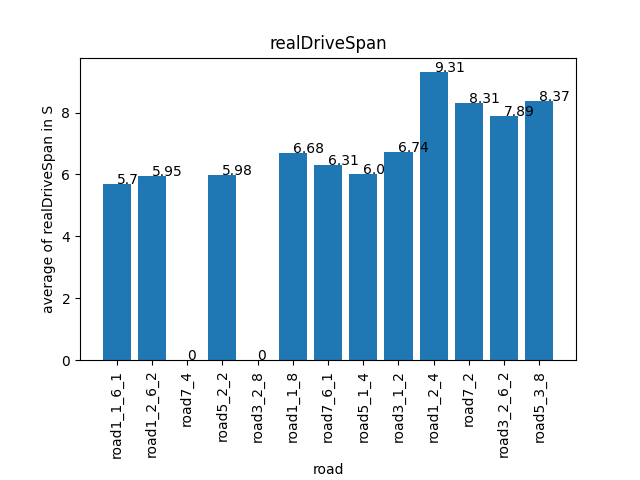 realDriveSpan
average of realDriveSpan in S
8
6
4
2
0
5.7
5.95
0
5.98
0
6.68
6.31
6.0
6.74
9.31
8.31
7.89
8.37
road1_1_6_1
road1_2_6_2
road7_4
road5_2_2
road3_2_8
road1_1_8
road7_6_1
road5_1_4
road3_1_2
road1_2_4
road7_2
road3_2_6_2
road5_3_8
road